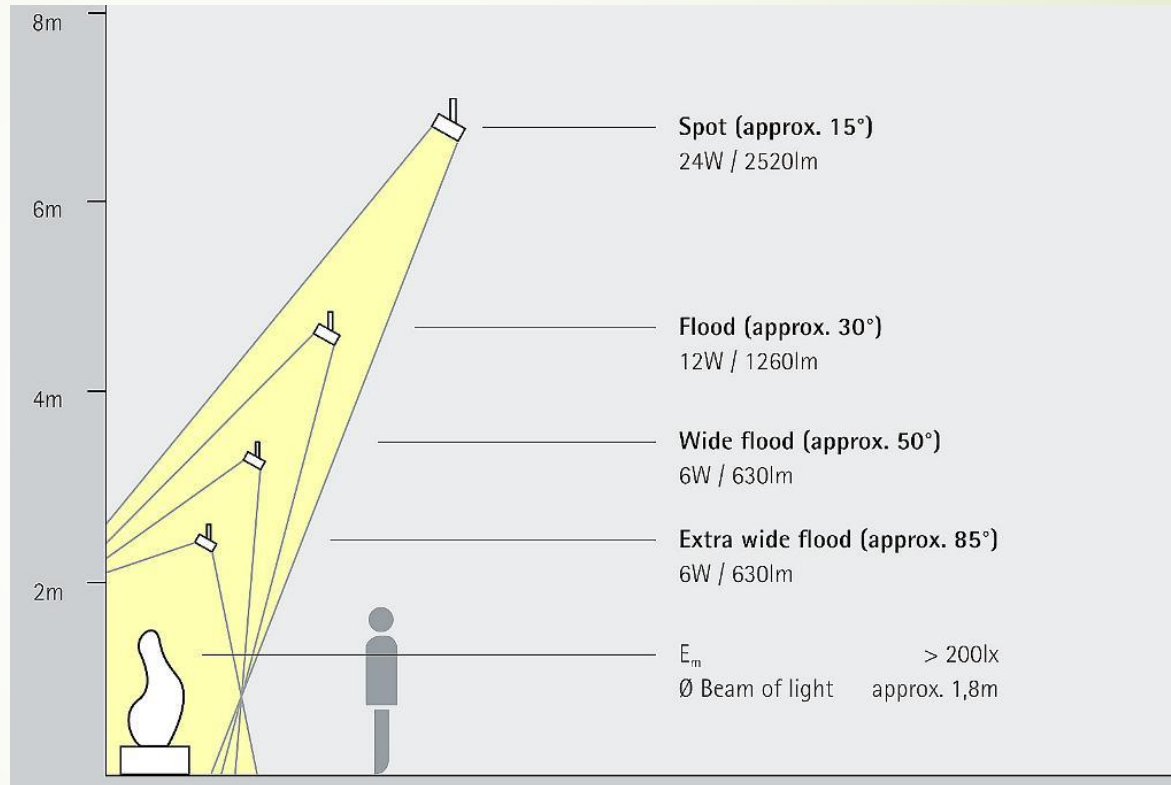 8m
6m
4m
2m
Spot (approx. 15°)
24W / 2520lm
Flood (approx. 30°)
12W / 1260lm
Wide flood (approx. 50°)
6W / 630lm
Extra wide flood (approx. 85°)
6W / 630lm
Eₘ > 200lx
Ø Beam of light approx. 1,8m